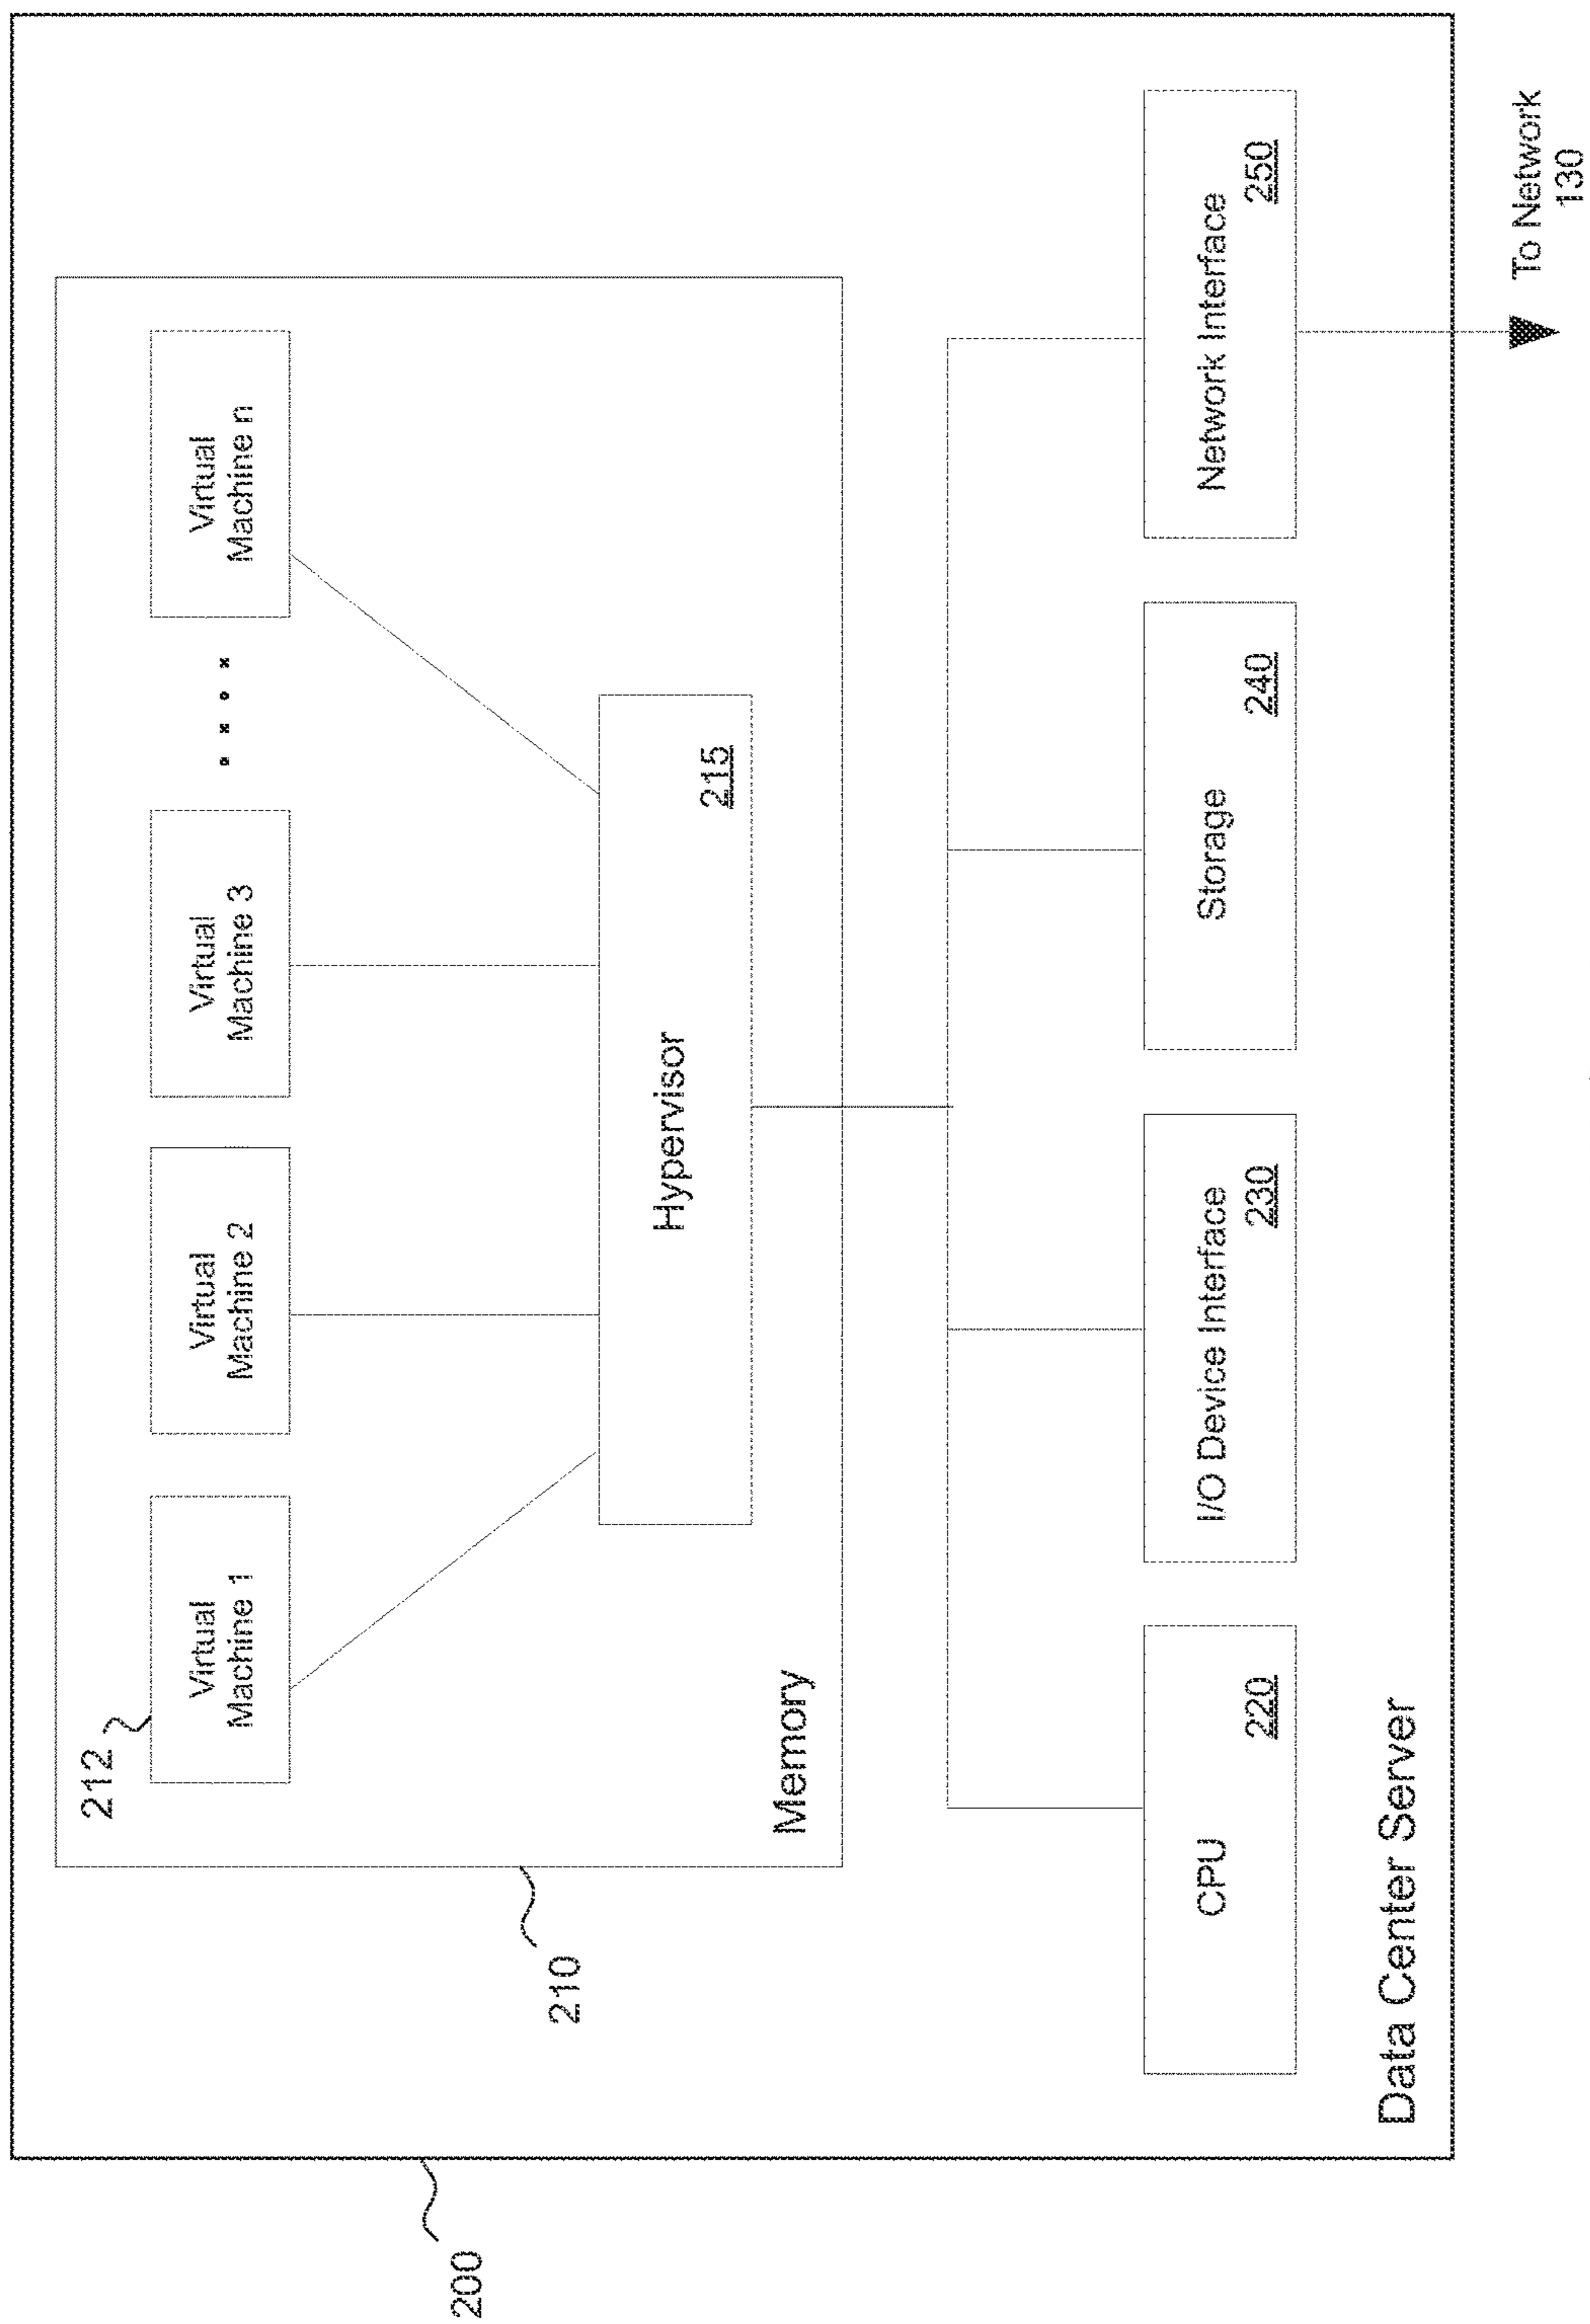 200
210
212
Virtual
Machine 1
Virtual
Machine 2
Virtual
Machine 3
Virtual
Machine n
Hypervisor
215
Memory
CPU
220
I/O Device Interface
230
Storage
240
Network Interface
250
Data Center Server
To Network
130